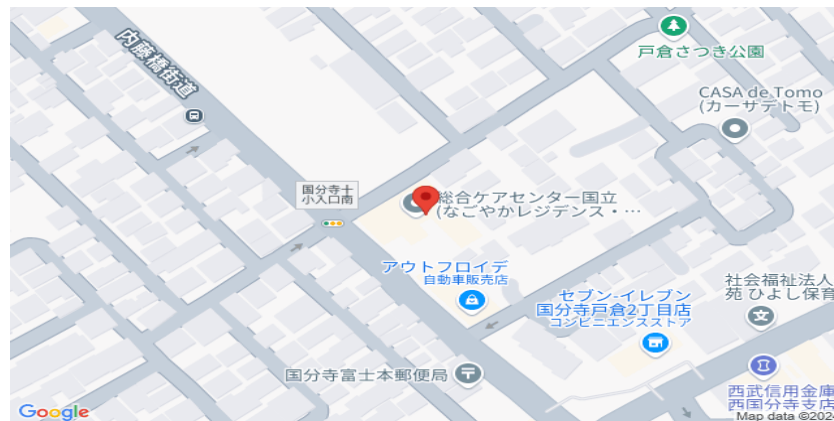 内藤橋街道
戸倉さつき公園
CASA de Tomo
(カーサテトモ)
国分寺十
小入口南
総合ケアセンター国立
(なごやかレジデンス・…
アウトフロイデ
自動車販売店
社会福祉法人
苑 ひよし保育
セブン-イレブン
国分寺戸倉2丁目店
コンビニエンスストア
国分寺富士本郵便局
西武信用金庫
西国分寺支店
Google
Map data ©2024